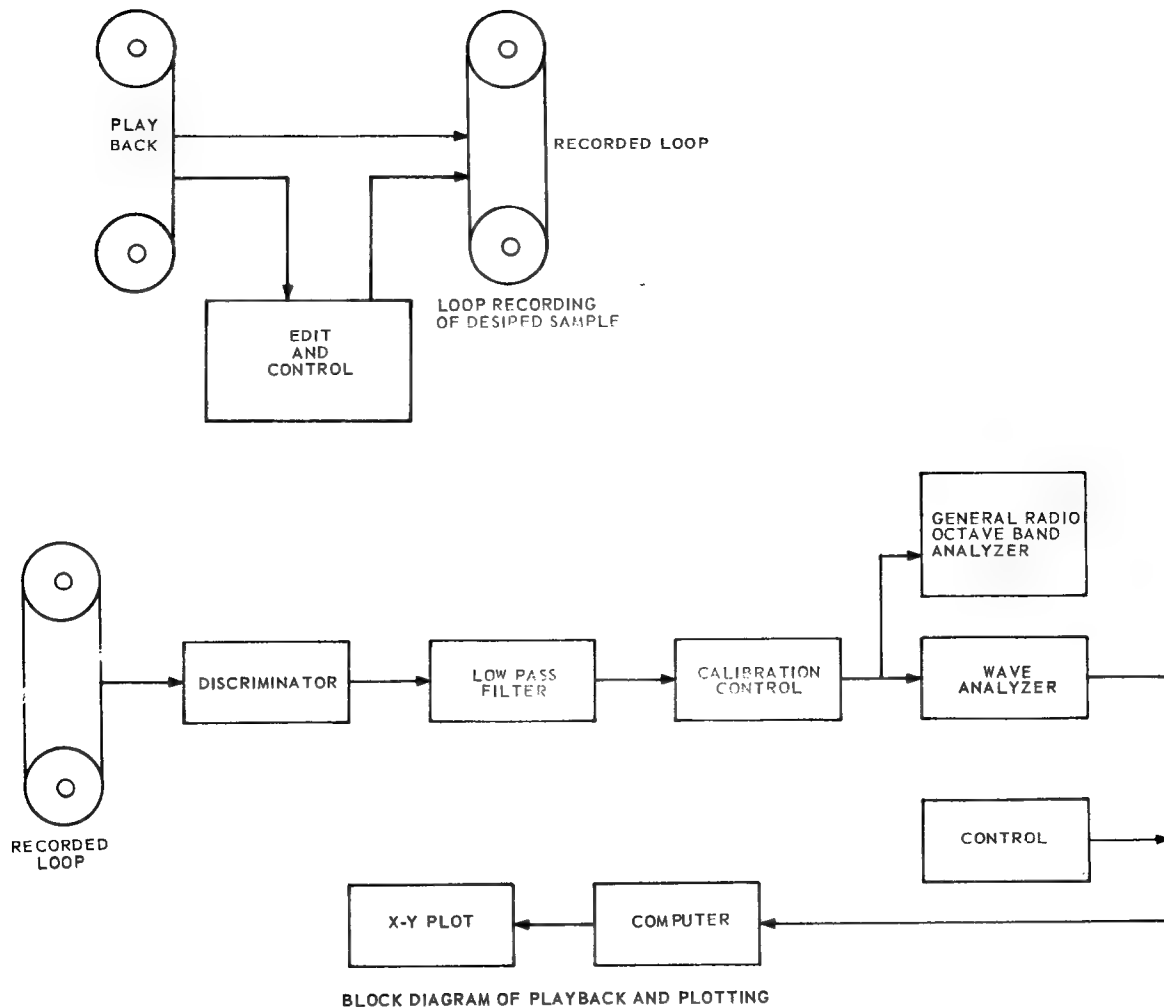 PLAY
BACK
RECORDED LOOP
EDIT
AND
CONTROL
LOOP RECORDING
OF DESIPED SAMPLE
GENERAL RADIO
OCTAVE BAND
ANALYZER
DISCRIMINATOR
LOW PASS
FILTER
CALIBRATION
CONTROL
WAVE
ANALYZER
RECORDED
LOOP
CONTROL
X-Y PLOT
COMPUTER
BLOCK DIAGRAM OF PLAYBACK AND PLOTTING